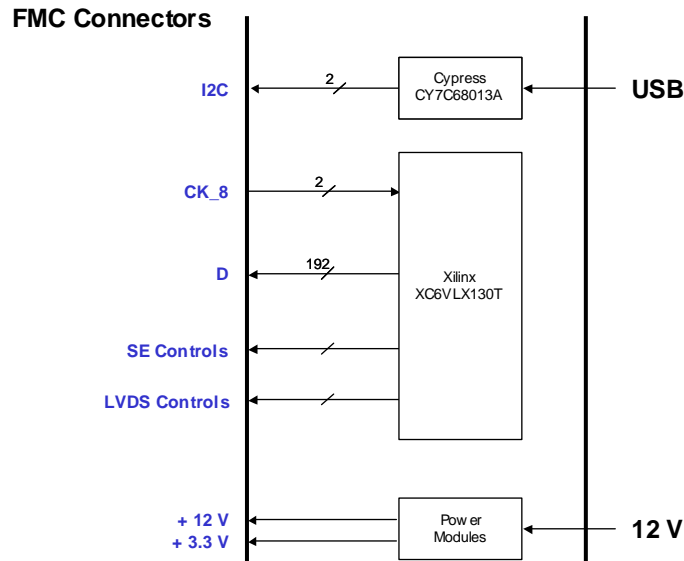 FMC Connectors
I2C
2
Cypress
CY7C68013A
USB
CK_8
2
D
192
Xilinx
XC6VLX130T
SE Controls
LVDS Controls
+ 12 V
+ 3.3 V
Power
Modules
12 V